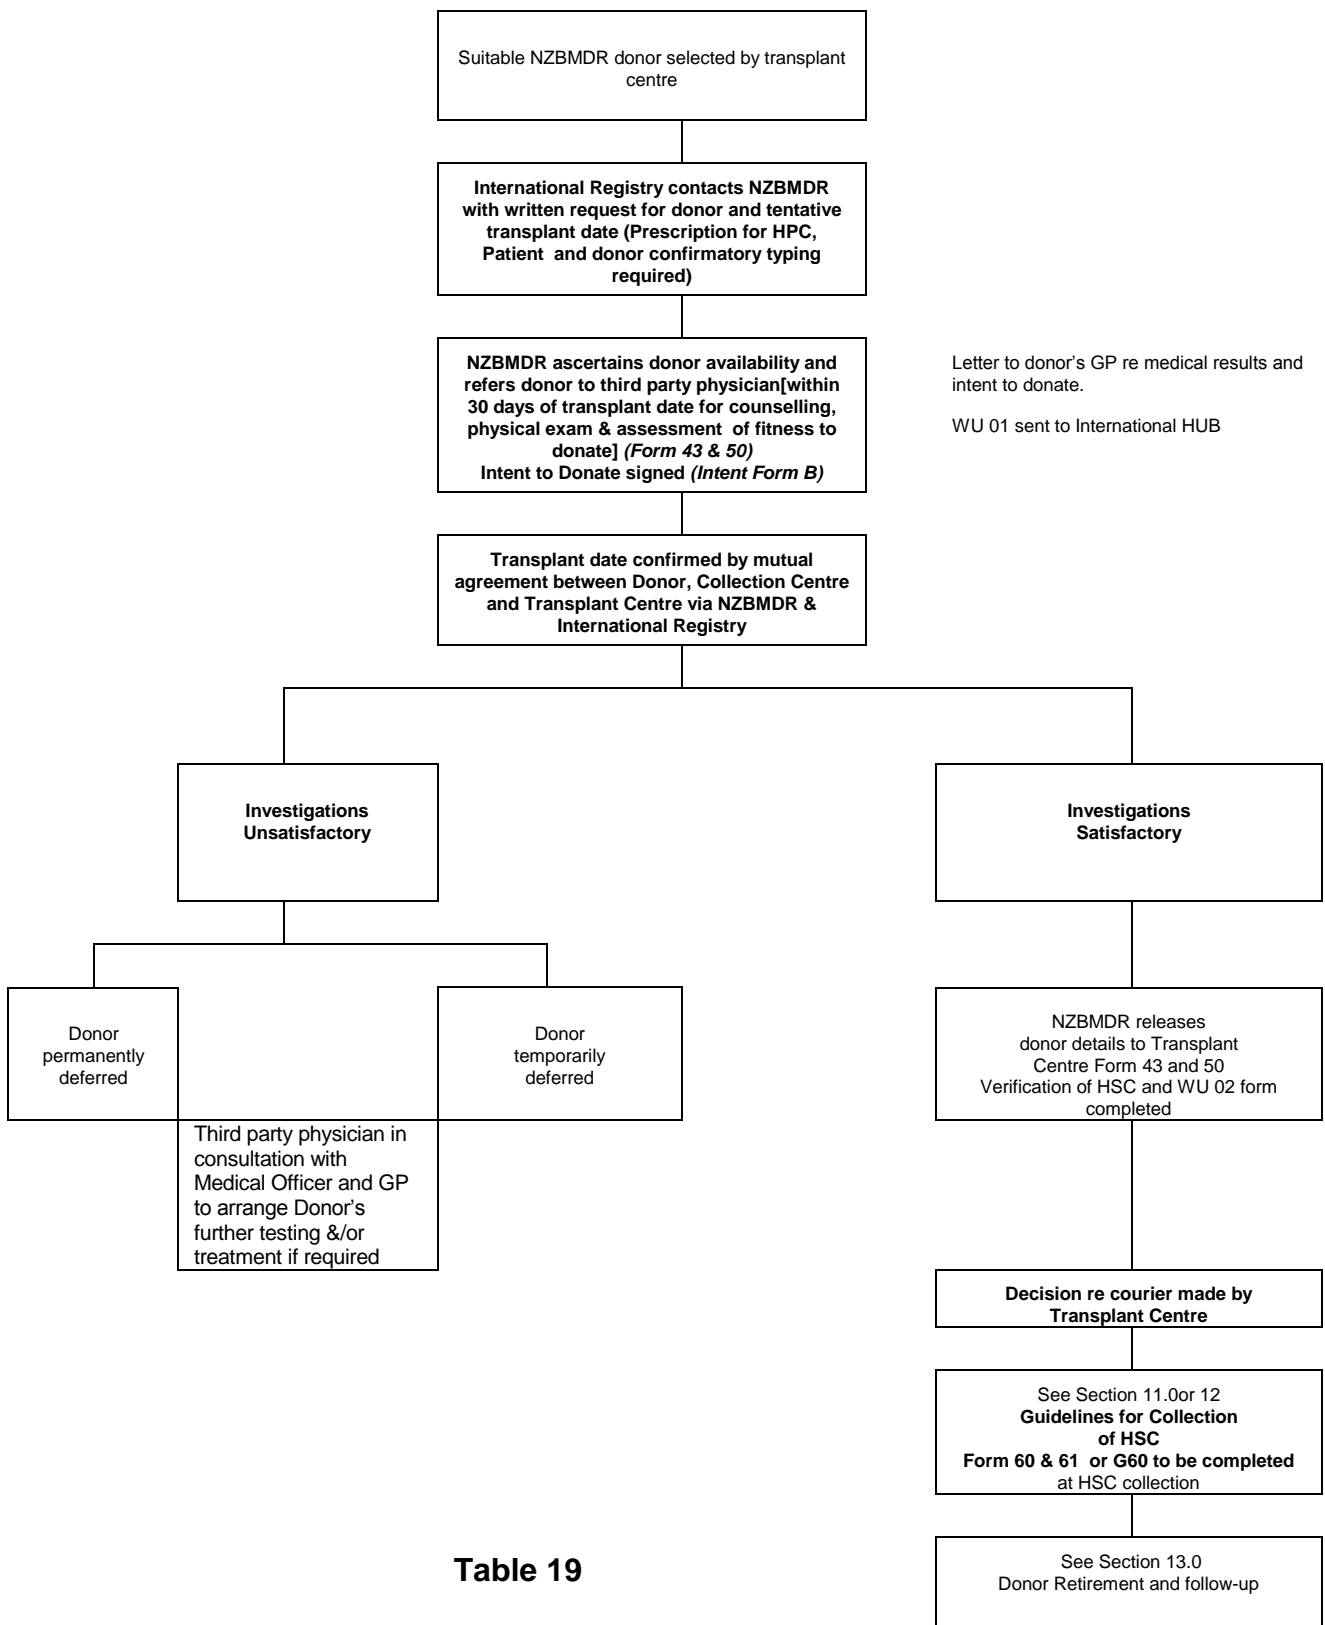 Suitable NZBMDR donor selected by transplant
centre
International Registry contacts NZBMDR
with written request for donor and tentative
transplant date (Prescription for HPC,
Patient and donor confirmatory typing
required)
NZBMDR ascertains donor availability and
refers donor to third party physician[within
30 days of transplant date for counselling,
physical exam & assessment of fitness to
donate] (Form 43 & 50)
Intent to Donate signed (Intent Form B)
Letter to donor’s GP re medical results and
intent to donate.
WU 01 sent to International HUB
Transplant date confirmed by mutual
agreement between Donor, Collection Centre
and Transplant Centre via NZBMDR &
International Registry
Investigations
Unsatisfactory
Investigations
Satisfactory
Donor
permanently
deferred
Donor
temporarily
deferred
NZBMDR releases
donor details to Transplant
Centre Form 43 and 50
Verification of HSC and WU 02 form
completed
Third party physician in
consultation with
Medical Officer and GP
to arrange Donor’s
further testing &/or
treatment if required
Decision re courier made by
Transplant Centre
See Section 11.0or 12
Guidelines for Collection
of HSC
Form 60 & 61 or G60 to be completed
at HSC collection
Table 19
See Section 13.0
Donor Retirement and follow-up